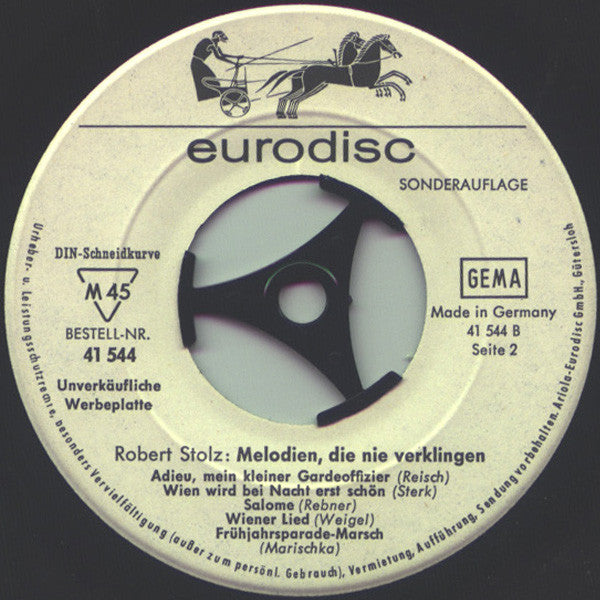 eurodisc
SONDERAUFLAGE
DIN-Schneidkurve
M 45
BESTELL-NR.
41 544
Unverkäufliche
Werbeplatte
GEMA
Made in Germany
41 544 B
Seite 2
Robert Stolz: Melodien, die nie verklingen
Adieu, mein kleiner Gardeoffizier (Reisch)
Wien wird bei Nacht erst schön (Sterk)
Salome (Rebner)
Wiener Lied (Weigel)
Frühjahrsparade-Marsch
(Marischka)
Urheber- u. Leistungsschutzrechte, besonders Vervielfältigung (außer zum persönl. Gebrauch), Vermietung, Aufführung, Sendung vorbehalten. Ariola-Eurodisc GmbH., Gütersloh